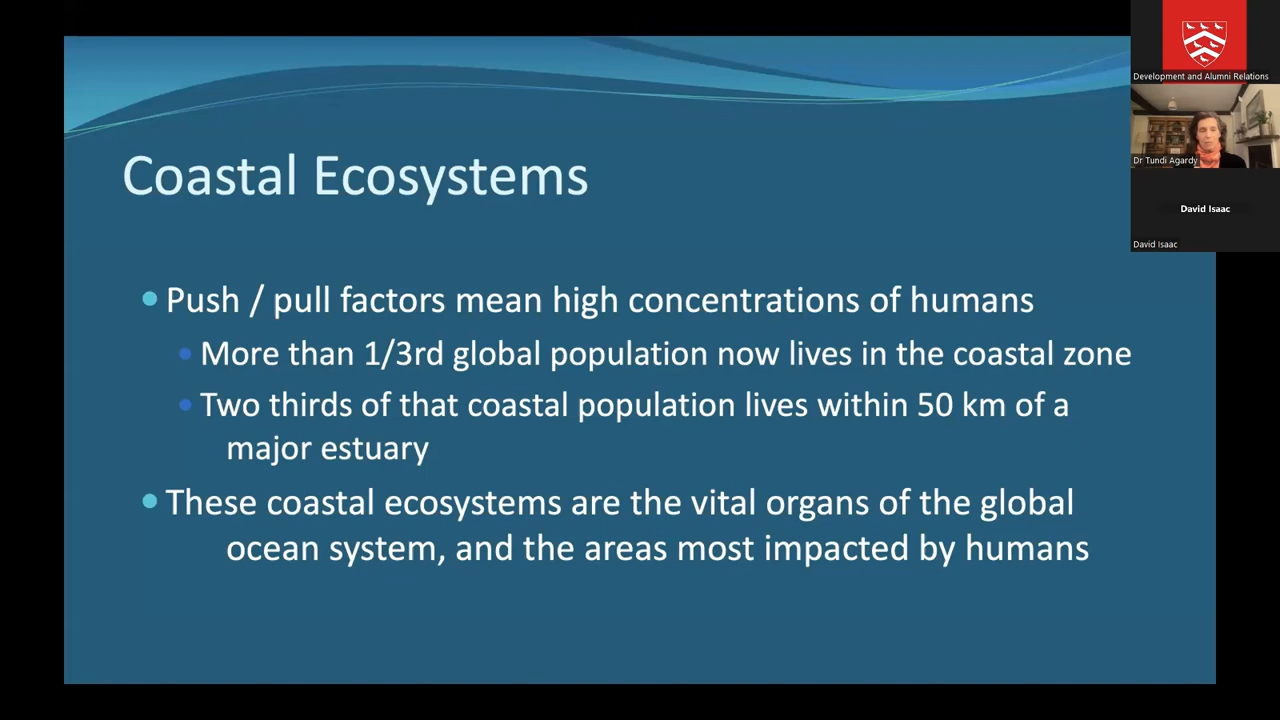 Coastal Ecosystems
Push / pull factors mean high concentrations of humans
More than 1/3rd global population now lives in the coastal zone
Two thirds of that coastal population lives within 50 km of a
major estuary
These coastal ecosystems are the vital organs of the global
ocean system, and the areas most impacted by humans
Development and Alumni Relations
Dr Tundi Agardy
David Isaac
David Isaac